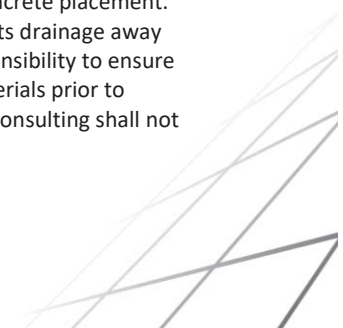 ncrete placement.
ts drainage away
nsibility to ensure
erials prior to
onsulting shall not